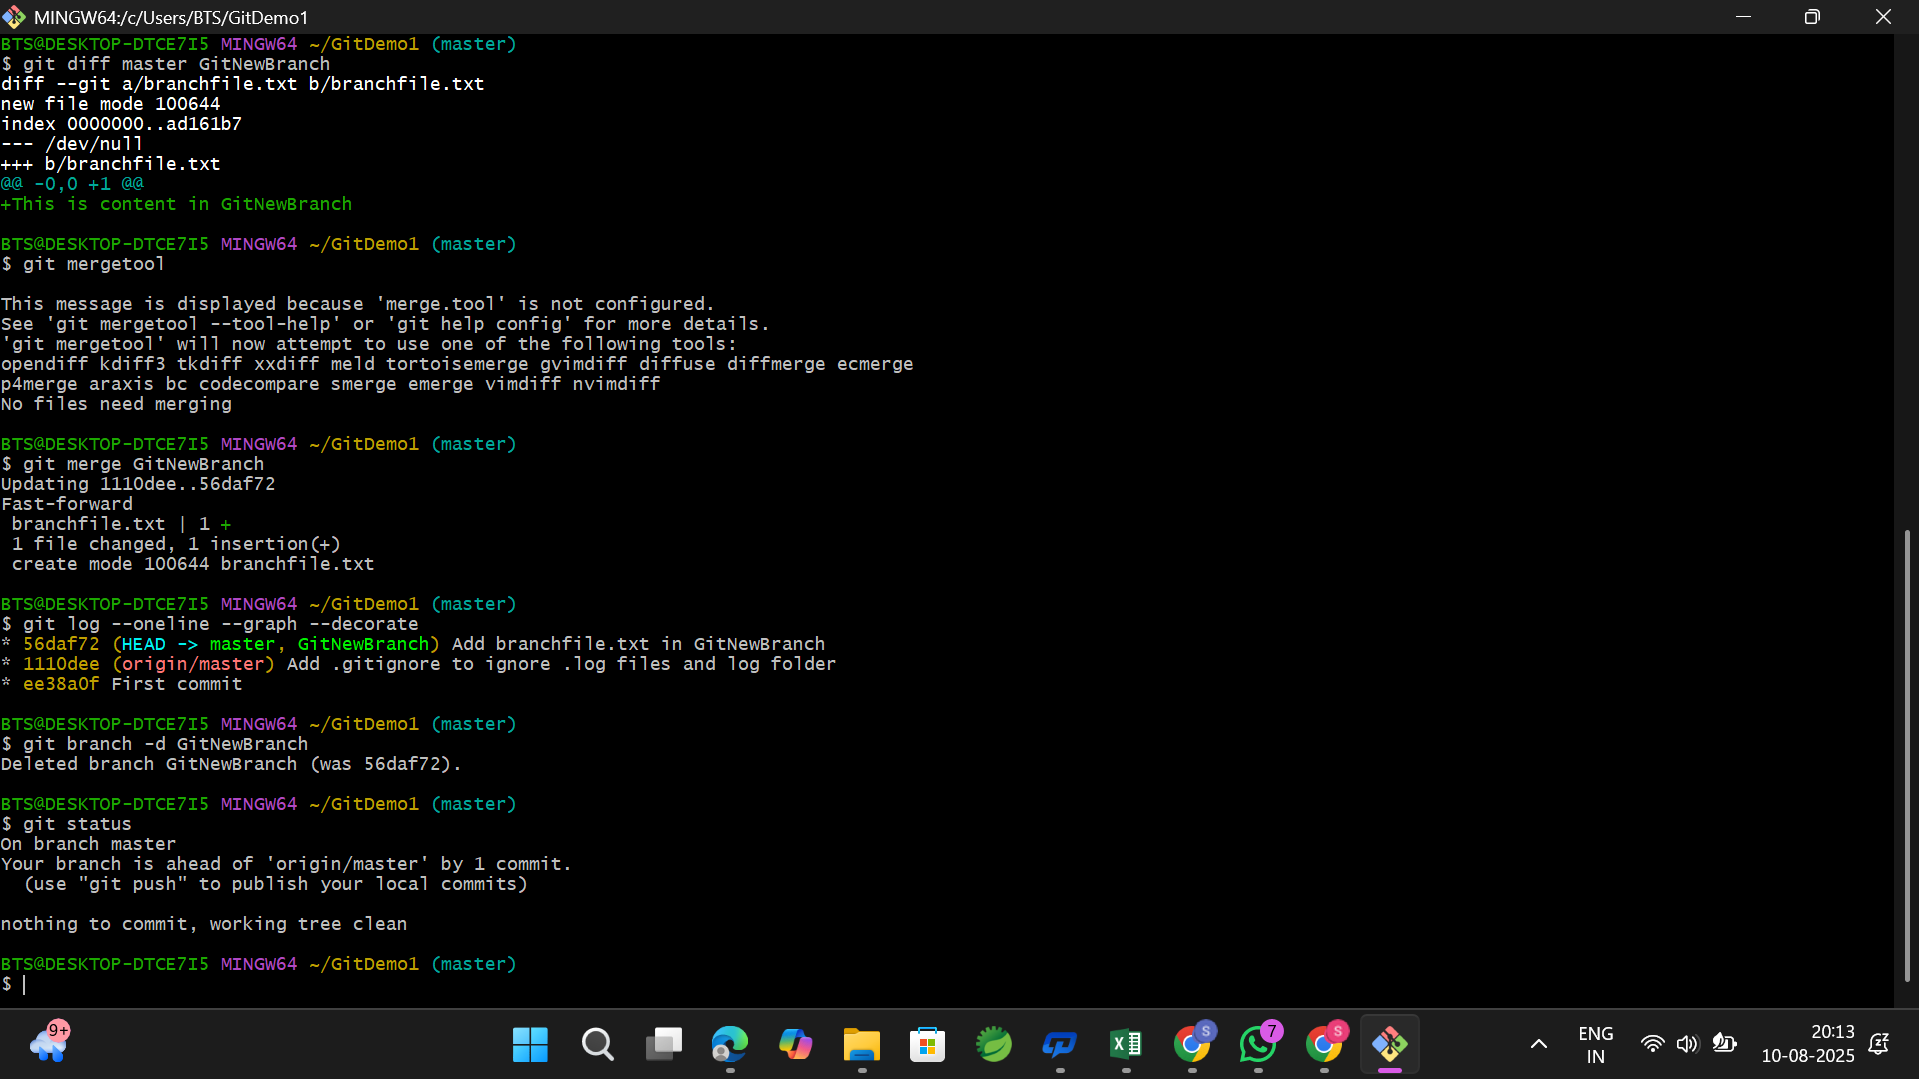 MINGW64:/c/Users/BTS/GitDemo1
BTS@DESKTOP-DTCE7I5 MINGW64 ~/GitDemo1 (master)
$ git diff master GitNewBranch
diff --git a/branchfile.txt b/branchfile.txt
new file mode 100644
index 0000000..ad161b7
--- /dev/null
+++ b/branchfile.txt
@@ -0,0 +1 @@
+This is content in GitNewBranch
BTS@DESKTOP-DTCE7I5 MINGW64 ~/GitDemo1 (master)
$ git mergetool
This message is displayed because 'merge.tool' is not configured.
See 'git mergetool --tool-help' or 'git help config' for more details.
'git mergetool' will now attempt to use one of the following tools:
opendiff kdiff3 tkdiff xxdiff meld tortoisemerge gvimdiff diffuse diffmerge ecmerge
p4merge araxis bc codecompare smerge emerge vimdiff nvimdiff
No files need merging
BTS@DESKTOP-DTCE7I5 MINGW64 ~/GitDemo1 (master)
$ git merge GitNewBranch
Updating 1110dee..56daf72
Fast-forward
 branchfile.txt | 1 +
 1 file changed, 1 insertion(+)
 create mode 100644 branchfile.txt
BTS@DESKTOP-DTCE7I5 MINGW64 ~/GitDemo1 (master)
$ git log --oneline --graph --decorate
* 56daf72 (HEAD -> master, GitNewBranch) Add branchfile.txt in GitNewBranch
* 1110dee (origin/master) Add .gitignore to ignore .log files and log folder
* ee38a0f First commit
BTS@DESKTOP-DTCE7I5 MINGW64 ~/GitDemo1 (master)
$ git branch -d GitNewBranch
Deleted branch GitNewBranch (was 56daf72).
BTS@DESKTOP-DTCE7I5 MINGW64 ~/GitDemo1 (master)
$ git status
On branch master
Your branch is ahead of 'origin/master' by 1 commit.
  (use "git push" to publish your local commits)
nothing to commit, working tree clean
BTS@DESKTOP-DTCE7I5 MINGW64 ~/GitDemo1 (master)
$
9+
S
7
S
ENG
IN
20:13
10-08-2025